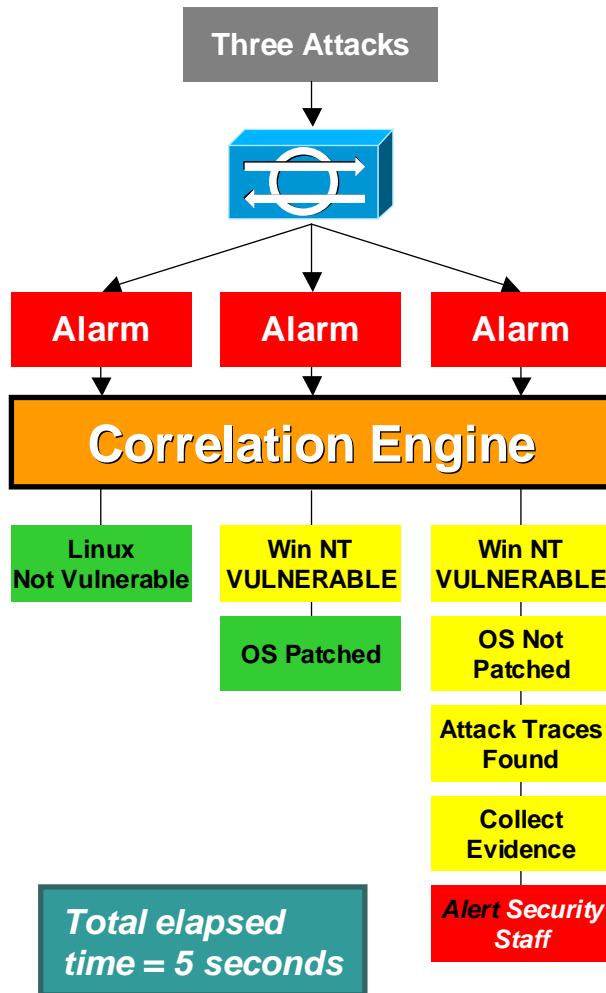 Three Attacks
Alarm
Alarm
Alarm
Correlation Engine
Linux
Not Vulnerable
Win NT
VULNERABLE
OS Patched
Win NT
VULNERABLE
OS Not
Patched
Attack Traces
Found
Collect
Evidence
Alert Security
Staff
Total elapsed
time = 5 seconds